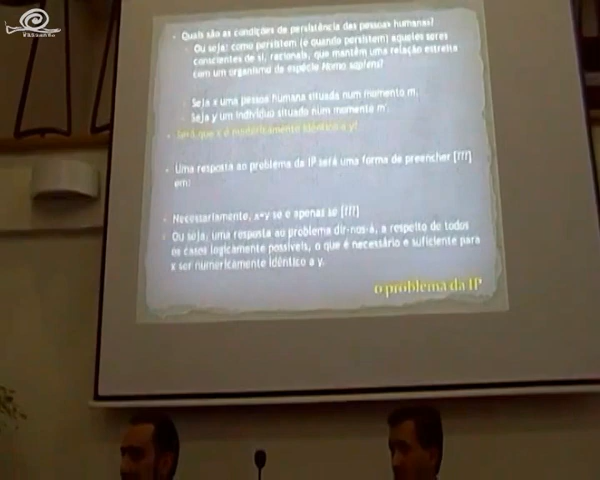 Quais são as condições da persistência das pessoas humanas?
Ou seja: como persistem (e quando persistem) aqueles seres
conscientes de si, racionais, que mantêm uma relação estreita
com um organismo da espécie Homo sapiens?
Seja x uma pessoa humana situada num momento m.
Seja y um indivíduo situado num momento m'.
Será que x é numericamente idêntico a y?
Uma resposta ao problema da IP será uma forma de preencher [???]
em:
Necessariamente, x=y se e apenas se [???]
Ou seja, uma resposta ao problema dir-nos-á, a respeito de todos
os casos logicamente possíveis, o que é necessário e suficiente para
x ser numericamente idêntico a y.
o problema da IP